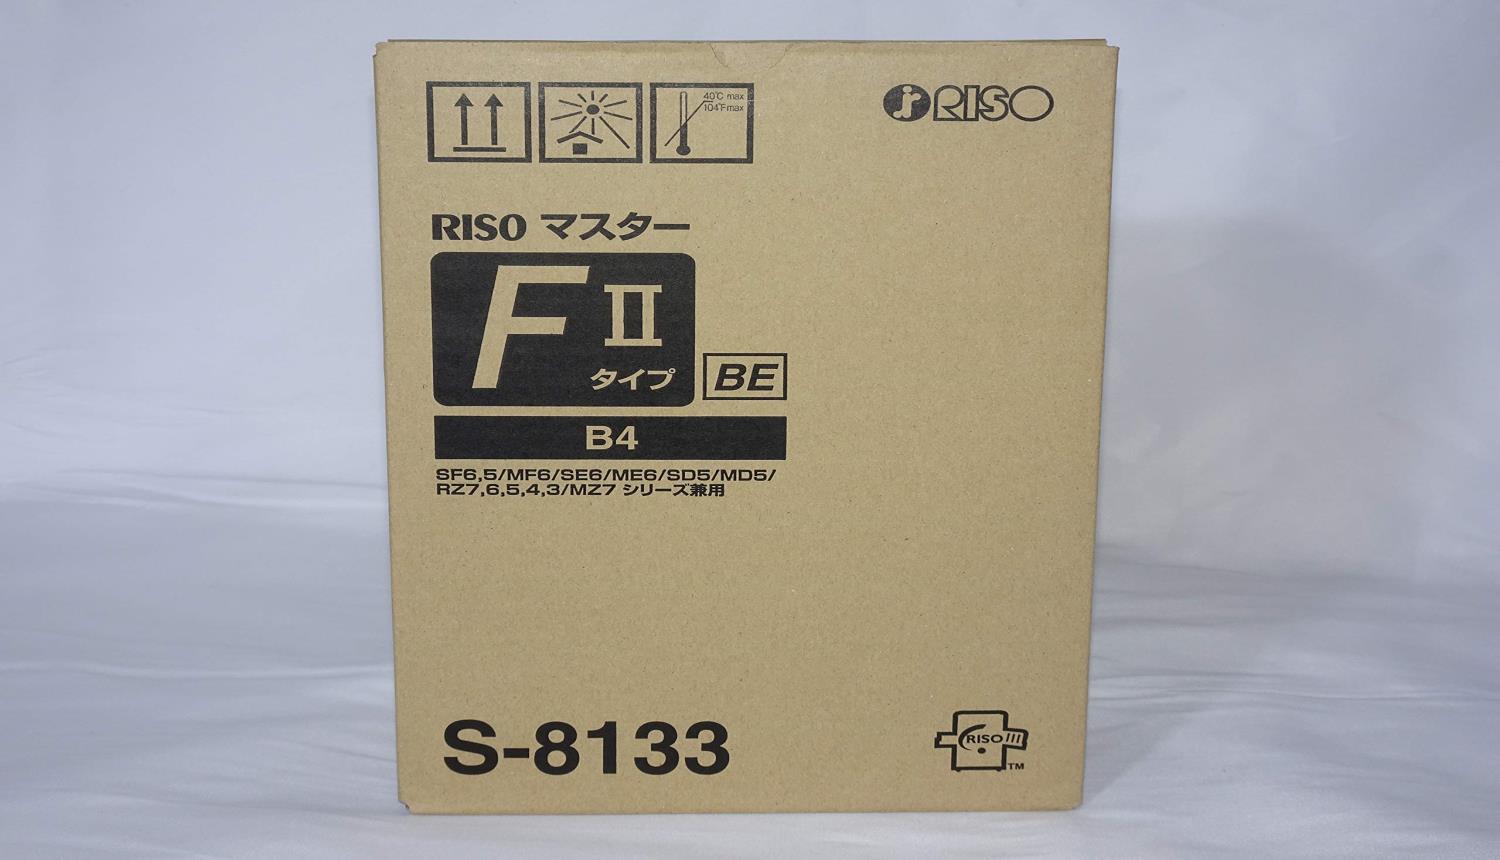 40℃ max
104°F max
RISO
RISO マスター
F II
タイプ
BE
B4
SF6,5/MF6/SE6/ME6/SD5/MD5/
RZ7,6,5,4,3/MZ7 シリーズ兼用
S-8133
RISO
TM